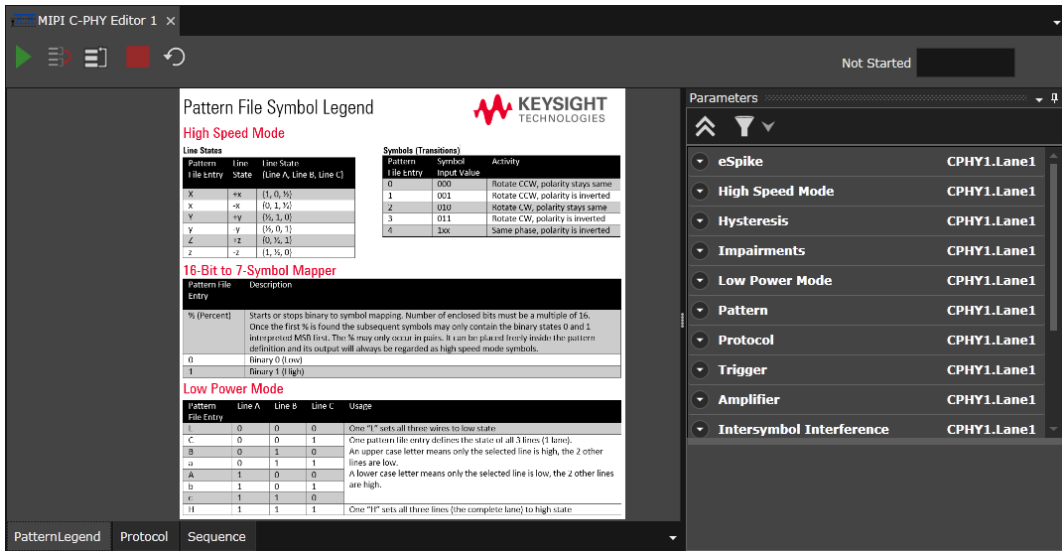 MIPI C-PHY Editor 1 ×
Not Started
Pattern File Symbol Legend
KEYSIGHT
TECHNOLOGIES
High Speed Mode
Line States
Pattern File Entry Line State Line State (Line A, Line B, Line C)
X +x (1, 0, ½)
x -x (0, 1, ½)
Y +y (½, 1, 0)
y -y (½, 0, 1)
Z +z (0, ½, 1)
z -z (1, ½, 0)
Symbols (Transitions)
Pattern File Entry Symbol Input Value Activity
0 000 Rotate CCW, polarity stays same
1 001 Rotate CCW, polarity is inverted
2 010 Rotate CW, polarity stays same
3 011 Rotate CW, polarity is inverted
4 1xx Same phase, polarity is inverted
16-Bit to 7-Symbol Mapper
Pattern File Entry Description
% (Percent) Starts or stops binary to symbol mapping. Number of enclosed bits must be a multiple of 16.
Once the first % is found the subsequent symbols may only contain the binary states 0 and 1
interpreted MSB first. The % may only occur in pairs. It can be placed freely inside the pattern
definition and its output will always be regarded as high speed mode symbols.
0 Binary 0 (Low)
1 Binary 1 (High)
Low Power Mode
Pattern File Entry Line A Line B Line C Usage
L 0 0 0 One "L" sets all three wires to low state
C 0 0 1 One pattern file entry defines the state of all 3 lines (1 lane).
B 0 1 0 An upper case letter means only the selected line is high, the 2 other
a 0 1 1 lines are low.
A 1 0 0 A lower case letter means only the selected line is low, the 2 other lines
b 1 0 1 are high.
c 1 1 0
H 1 1 1 One "H" sets all three lines (the complete lane) to high state
PatternLegend Protocol Sequence
Parameters
eSpike CPHY1.Lane1
High Speed Mode CPHY1.Lane1
Hysteresis CPHY1.Lane1
Impairments CPHY1.Lane1
Low Power Mode CPHY1.Lane1
Pattern CPHY1.Lane1
Protocol CPHY1.Lane1
Trigger CPHY1.Lane1
Amplifier CPHY1.Lane1
Intersymbol Interference CPHY1.Lane1